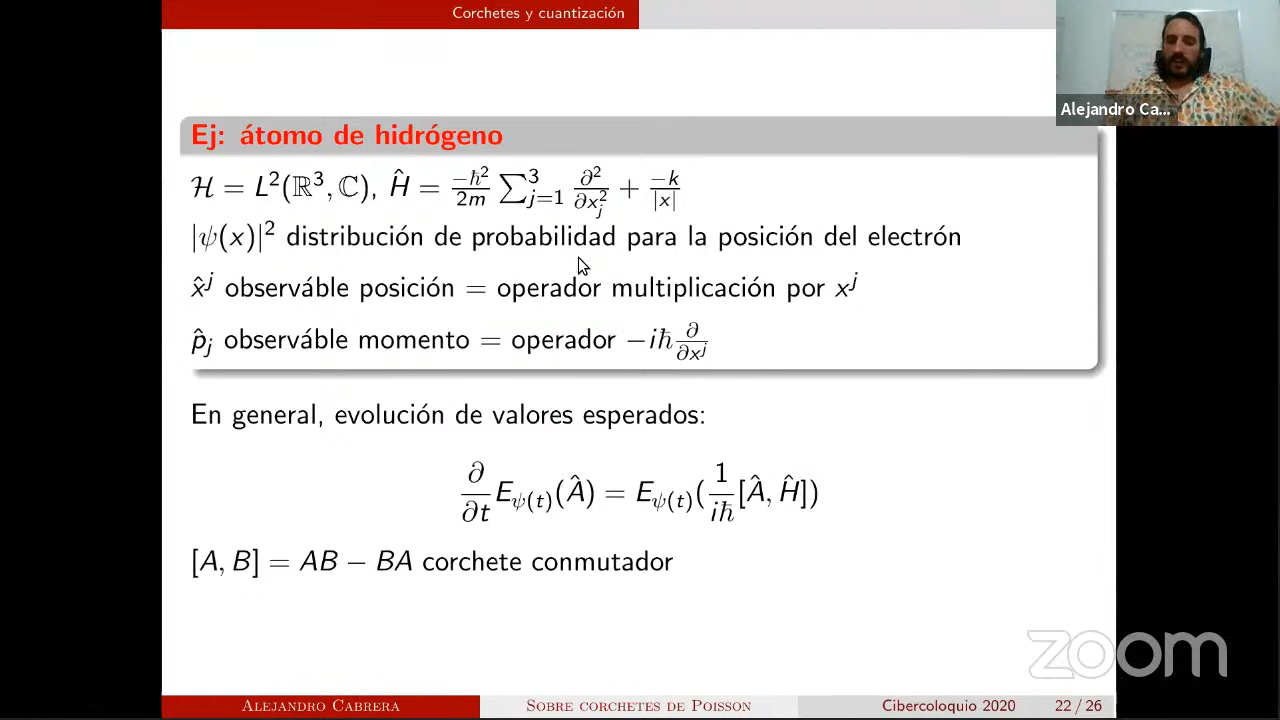 Corchetes y cuantización
Alejandro Ca...
Ej: átomo de hidrógeno
ℋ = L²(ℝ³, ℂ), Ĥ = −ℏ²/2m ∑³ⱼ₌₁ ∂²/∂xⱼ² + −k/|x|
|ψ(x)|² distribución de probabilidad para la posición del electrón
x̂ʲ observáble posición = operador multiplicación por xʲ
p̂ⱼ observáble momento = operador −iℏ ∂/∂xʲ
En general, evolución de valores esperados:
∂/∂t E_ψ(t)(Â) = E_ψ(t)(1/iℏ [Â, Ĥ])
[A, B] = AB − BA corchete conmutador
zoom
Alejandro Cabrera
Sobre corchetes de Poisson
Cibercoloquio 2020
22 / 26